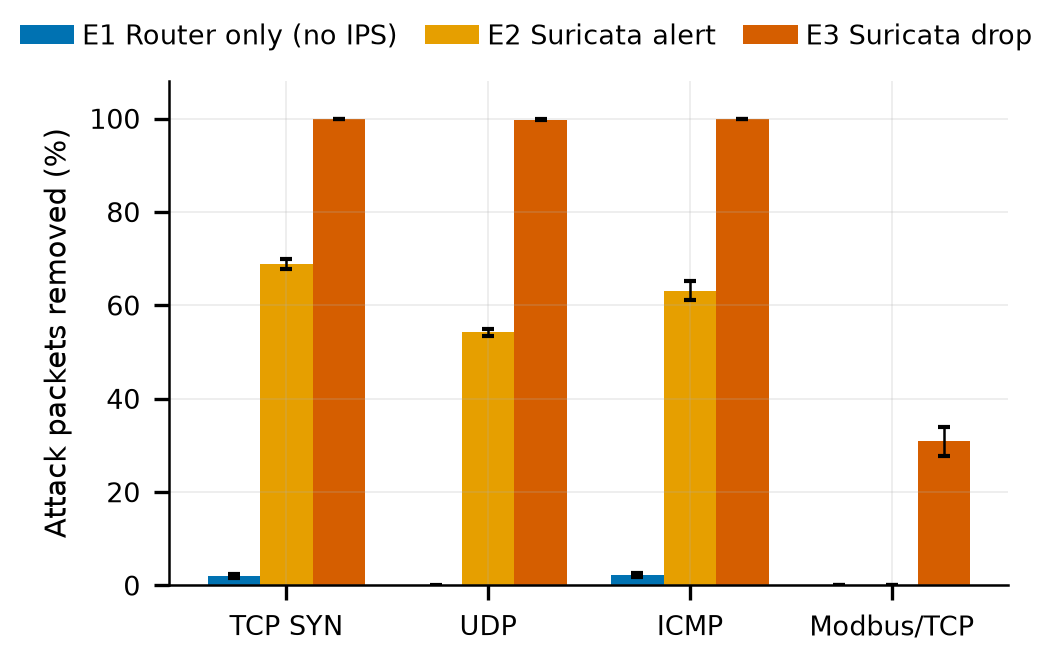 E1 Router only (no IPS) E2 Suricata alert E3 Suricata drop
Attack packets removed (%)
100
80
60
40
20
0
TCP SYN UDP ICMP Modbus/TCP